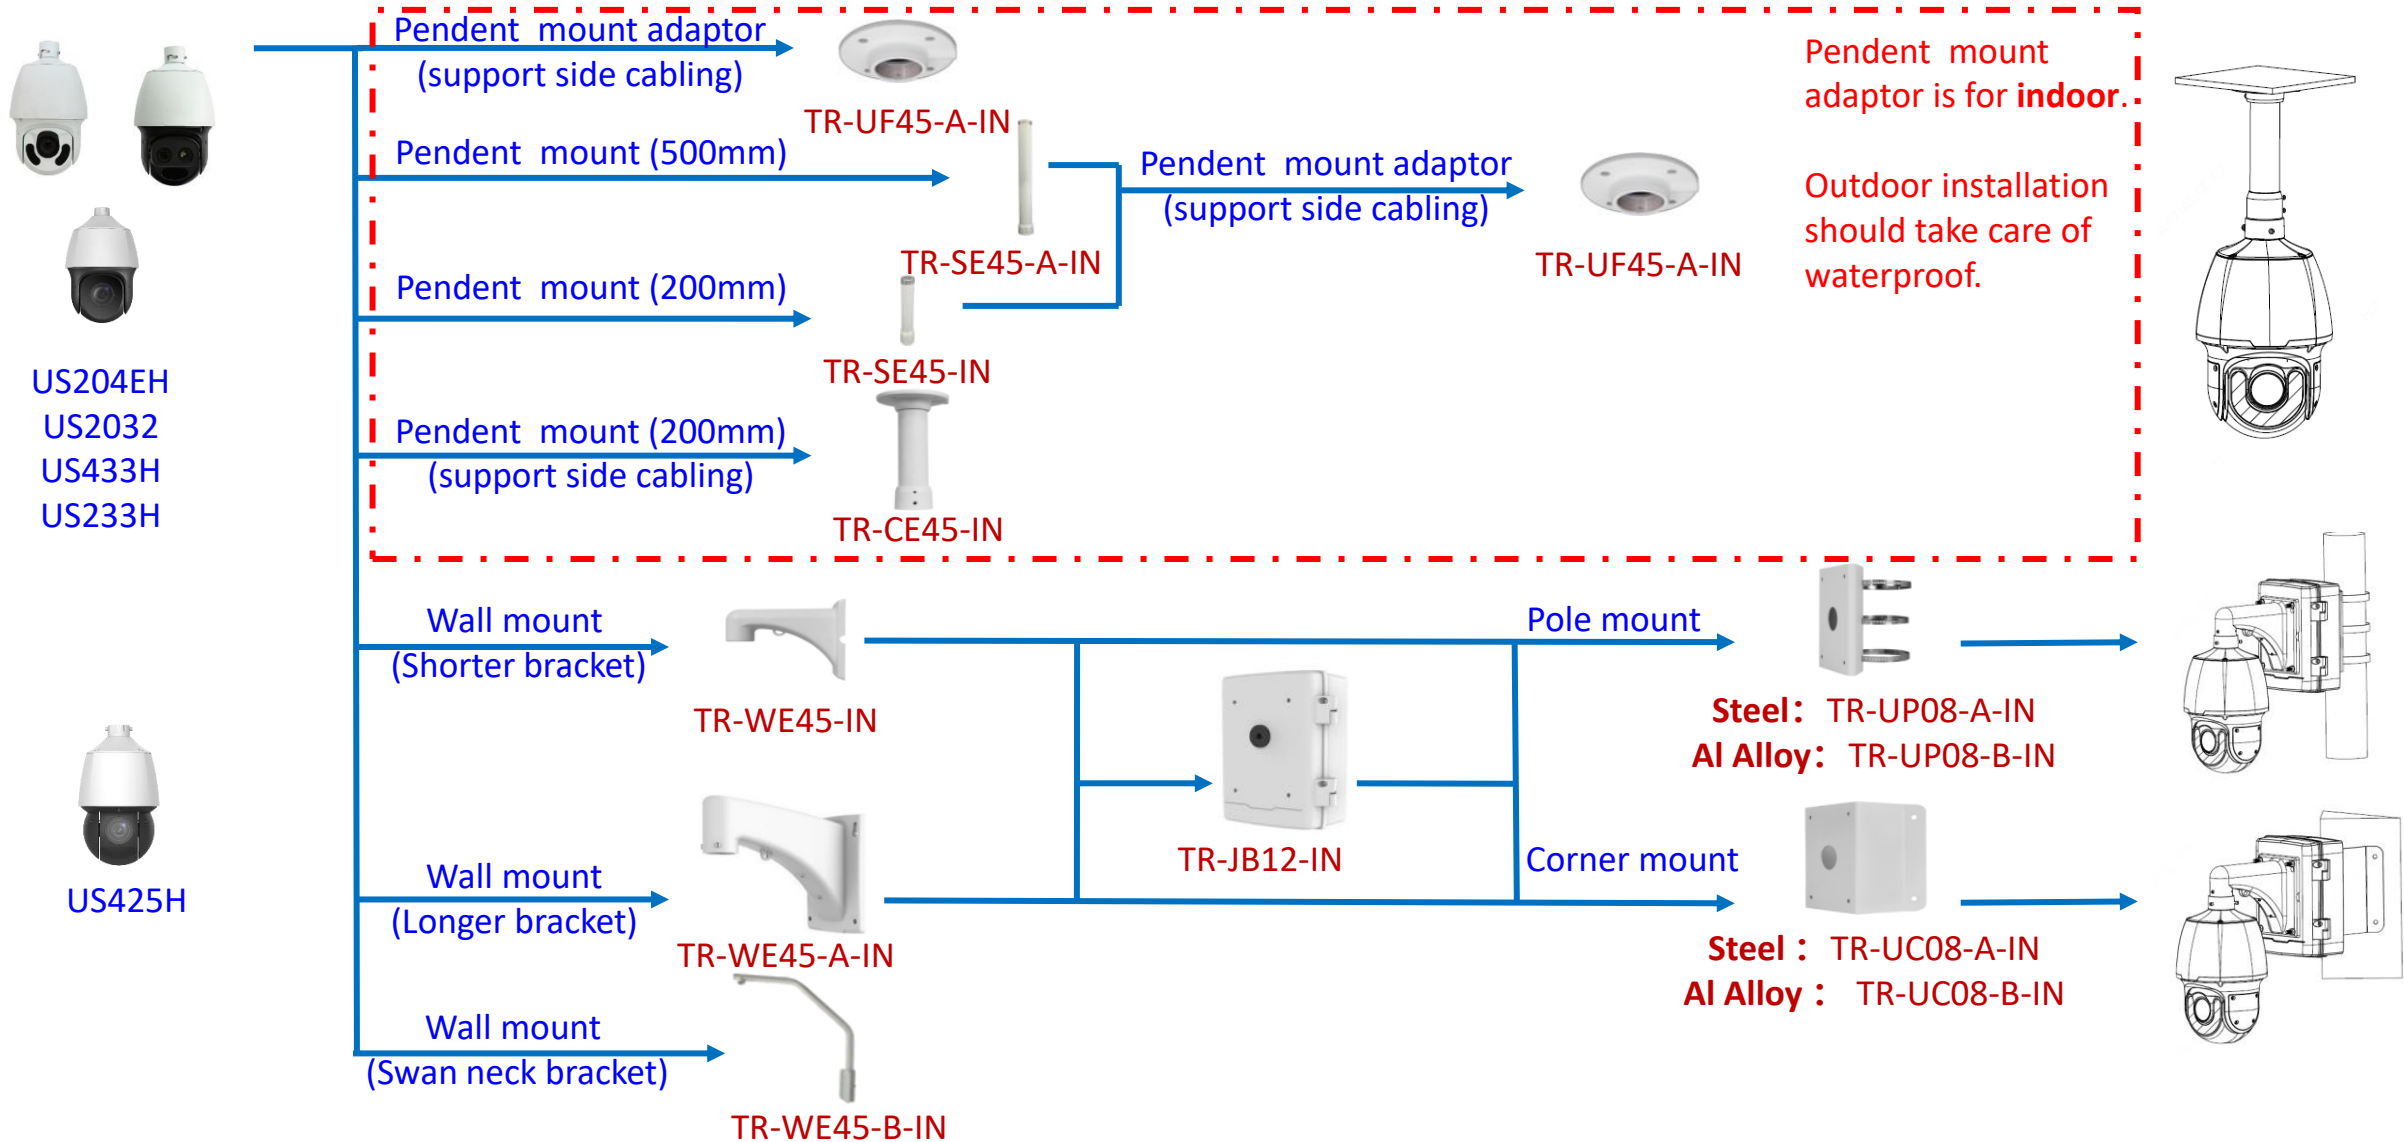 Pendent mount adaptor
(support side cabling)
TR-UF45-A-IN
Pendent mount (500mm)
TR-SE45-A-IN
Pendent mount adaptor
(support side cabling)
TR-UF45-A-IN
Pendent mount
adaptor is for indoor.
Outdoor installation
should take care of
waterproof.
Pendent mount (200mm)
TR-SE45-IN
Pendent mount (200mm)
(support side cabling)
TR-CE45-IN
US204EH
US2032
US433H
US233H
US425H
Wall mount
(Shorter bracket)
TR-WE45-IN
Wall mount
(Longer bracket)
TR-WE45-A-IN
Wall mount
(Swan neck bracket)
TR-WE45-B-IN
TR-JB12-IN
Pole mount
Steel： TR-UP08-A-IN
Al Alloy： TR-UP08-B-IN
Corner mount
Steel ： TR-UC08-A-IN
Al Alloy ： TR-UC08-B-IN